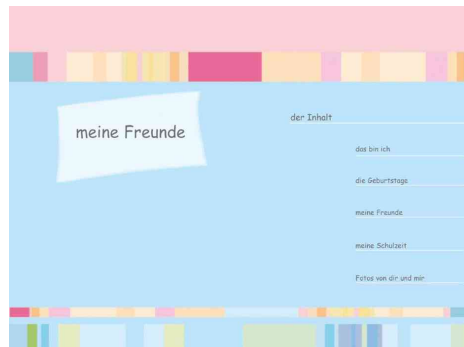 meine Freunde
der Inhalt
das bin ich
die Geburtstage
meine Freunde
meine Schulzeit
Fotos von dir und mir